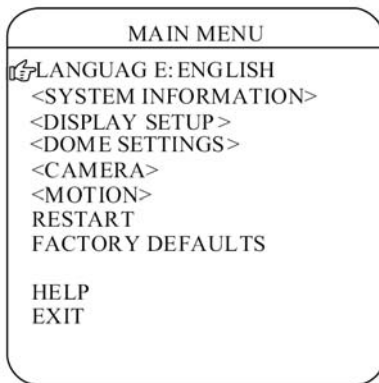 MAIN MENU
LANGUAG E: ENGLISH
<SYSTEM INFORMATION>
<DISPLAY SETUP>
<DOME SETTINGS>
<CAMERA>
<MOTION>
RESTART
FACTORY DEFAULTS
HELP
EXIT